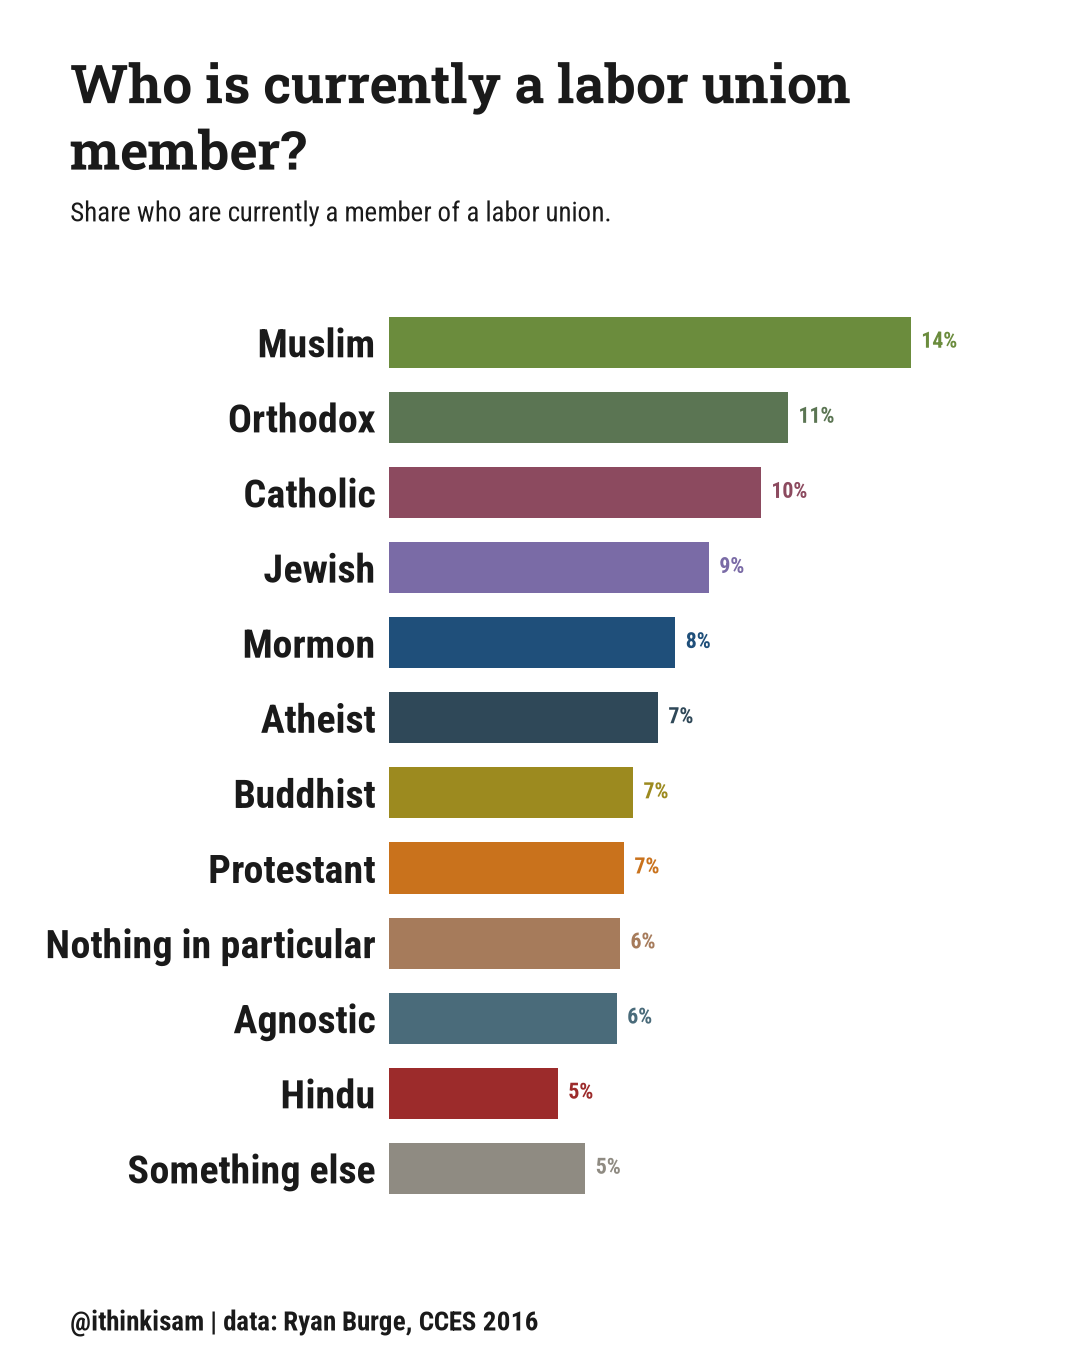 Who is currently a labor union
member?
Share who are currently a member of a labor union.
Muslim 14%
Orthodox 11%
Catholic 10%
Jewish 9%
Mormon 8%
Atheist 7%
Buddhist 7%
Protestant 7%
Nothing in particular 6%
Agnostic 6%
Hindu 5%
Something else 5%
@ithinkisam | data: Ryan Burge, CCES 2016